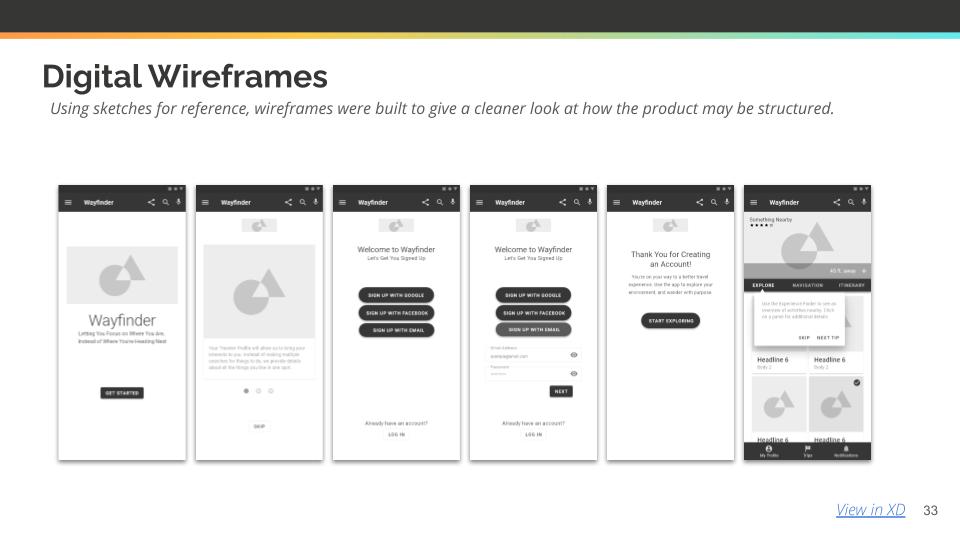 Digital Wireframes
Using sketches for reference, wireframes were built to give a cleaner look at how the product may be structured.
Wayfinder
Wayfinder
Letting You Focus on Where You Are,
Instead of Where You're Heading Next
GET STARTED
Wayfinder
Your Traveler Profile will allow us to bring your
interests to you. Instead of making multiple
searches for things to do, we provide details
about all the things you like in one spot.
SKIP
Wayfinder
Welcome to Wayfinder
Let's Get You Signed Up
SIGN UP WITH GOOGLE
SIGN UP WITH FACEBOOK
SIGN UP WITH EMAIL
Already have an account?
LOG IN
Wayfinder
Welcome to Wayfinder
Let's Get You Signed Up
SIGN UP WITH GOOGLE
SIGN UP WITH FACEBOOK
SIGN UP WITH EMAIL
Email Address
Password
NEXT
Already have an account?
LOG IN
Wayfinder
Thank You for Creating
an Account!
You're on your way to a better travel
experience. Use the app to explore your
environment, and wander with purpose.
START EXPLORING
Wayfinder
Something Nearby
45 ft. away
EXPLORE NAVIGATION ITINERARY
Use the Experience Finder to see an
overview of activities nearby. Click
on a panel for additional details.
SKIP NEXT TIP
Headline 6 Headline 6
Body 2 Body 2
Headline 6 Headline 6
My Profile Trips Notifications
View in XD 33